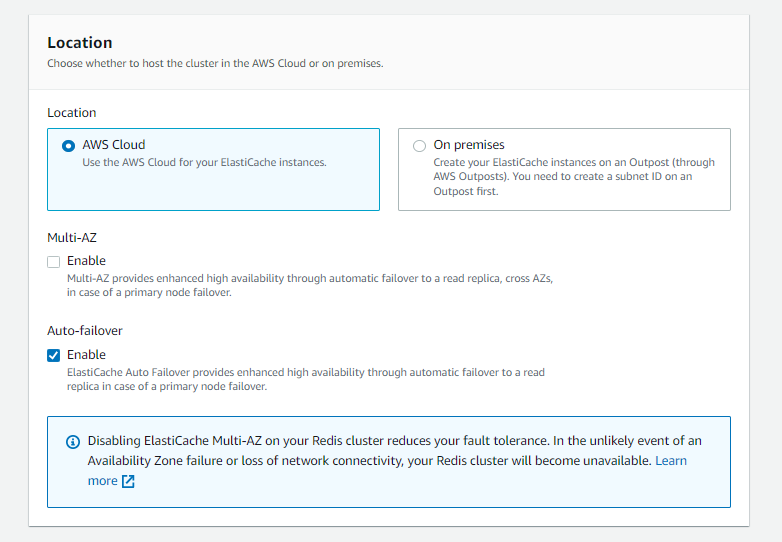 Location
Choose whether to host the cluster in the AWS Cloud or on premises.
Location
AWS Cloud
Use the AWS Cloud for your ElastiCache instances.
On premises
Create your ElastiCache instances on an Outpost (through
AWS Outposts). You need to create a subnet ID on an
Outpost first.
Multi-AZ
Enable
Multi-AZ provides enhanced high availability through automatic failover to a read replica, cross AZs,
in case of a primary node failover.
Auto-failover
Enable
ElastiCache Auto Failover provides enhanced high availability through automatic failover to a read
replica in case of a primary node failover.
Disabling ElastiCache Multi-AZ on your Redis cluster reduces your fault tolerance. In the unlikely event of an
Availability Zone failure or loss of network connectivity, your Redis cluster will become unavailable. Learn
more